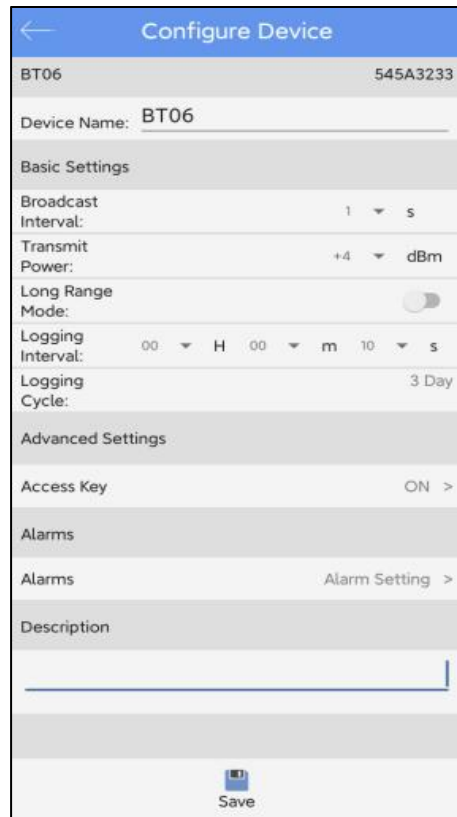 Configure Device
BT06 545A3233
Device Name: BT06
Basic Settings
Broadcast
Interval: 1 s
Transmit
Power: +4 dBm
Long Range
Mode:
Logging
Interval: 00 H 00 m 10 s
Logging
Cycle: 3 Day
Advanced Settings
Access Key ON >
Alarms
Alarms Alarm Setting >
Description
Save